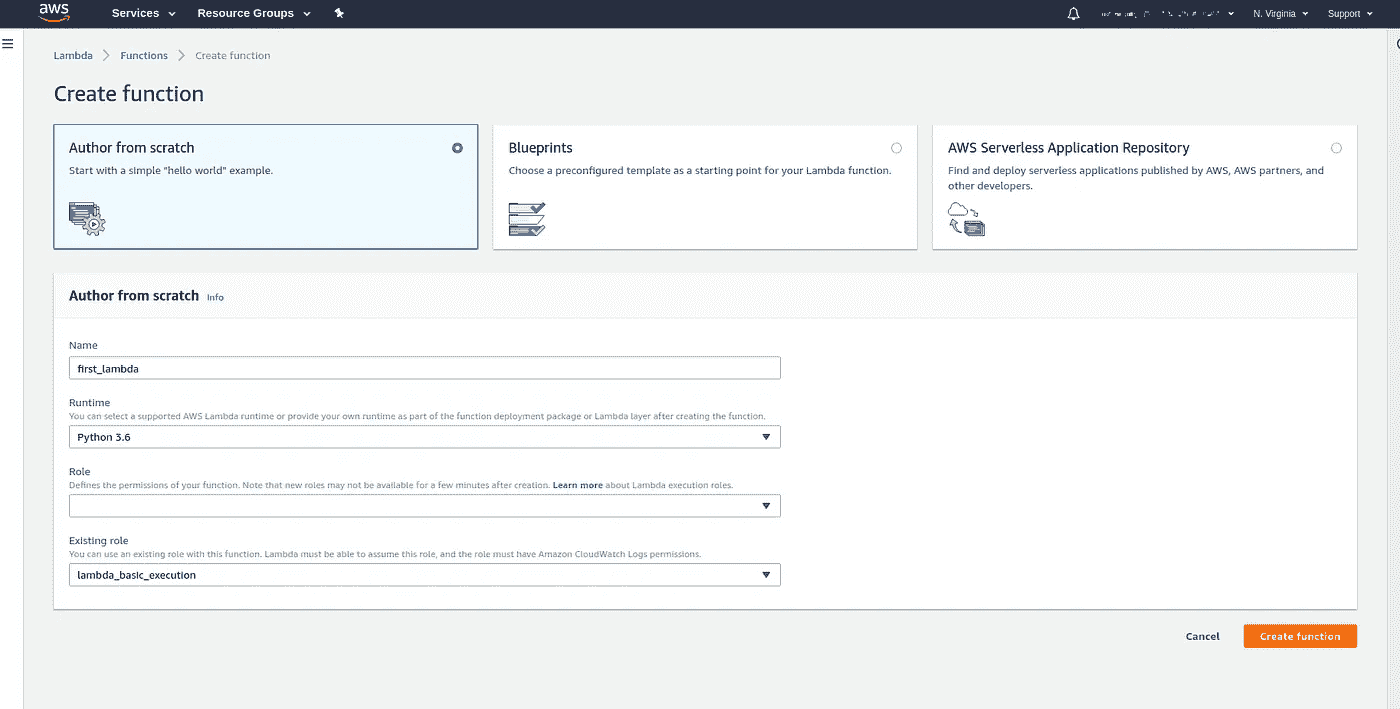 aws Services Resource Groups N. Virginia Support
Lambda Functions Create function
Create function
Author from scratch
Start with a simple "hello world" example.
Blueprints
Choose a preconfigured template as a starting point for your Lambda function.
AWS Serverless Application Repository
Find and deploy serverless applications published by AWS, AWS partners, and
other developers.
Author from scratch Info
Name
first_lambda
Runtime
You can select a supported AWS Lambda runtime or provide your own runtime as part of the function deployment package or Lambda layer after creating the function.
Python 3.6
Role
Defines the permissions of your function. Note that new roles may not be available for a few minutes after creation. Learn more about Lambda execution roles.
Existing role
You can use an existing role with this function. Lambda must be able to assume this role, and the role must have Amazon CloudWatch Logs permissions.
lambda_basic_execution
Cancel Create function